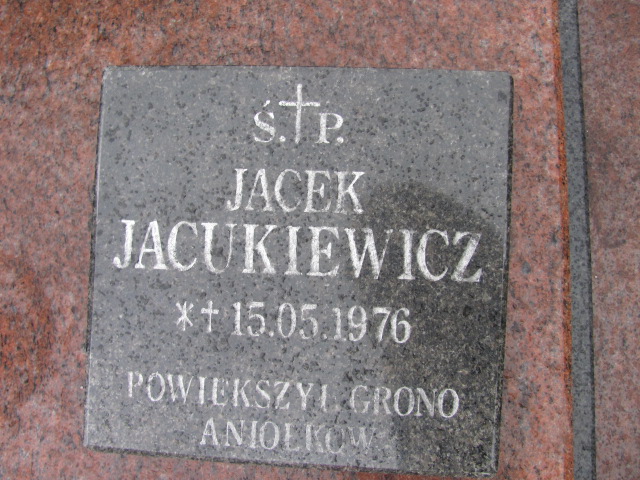 Ś.†P.
JACEK
JACUKIEWICZ
*† 15.05.1976
POWIĘKSZYŁ GRONO
ANIOŁKÓW